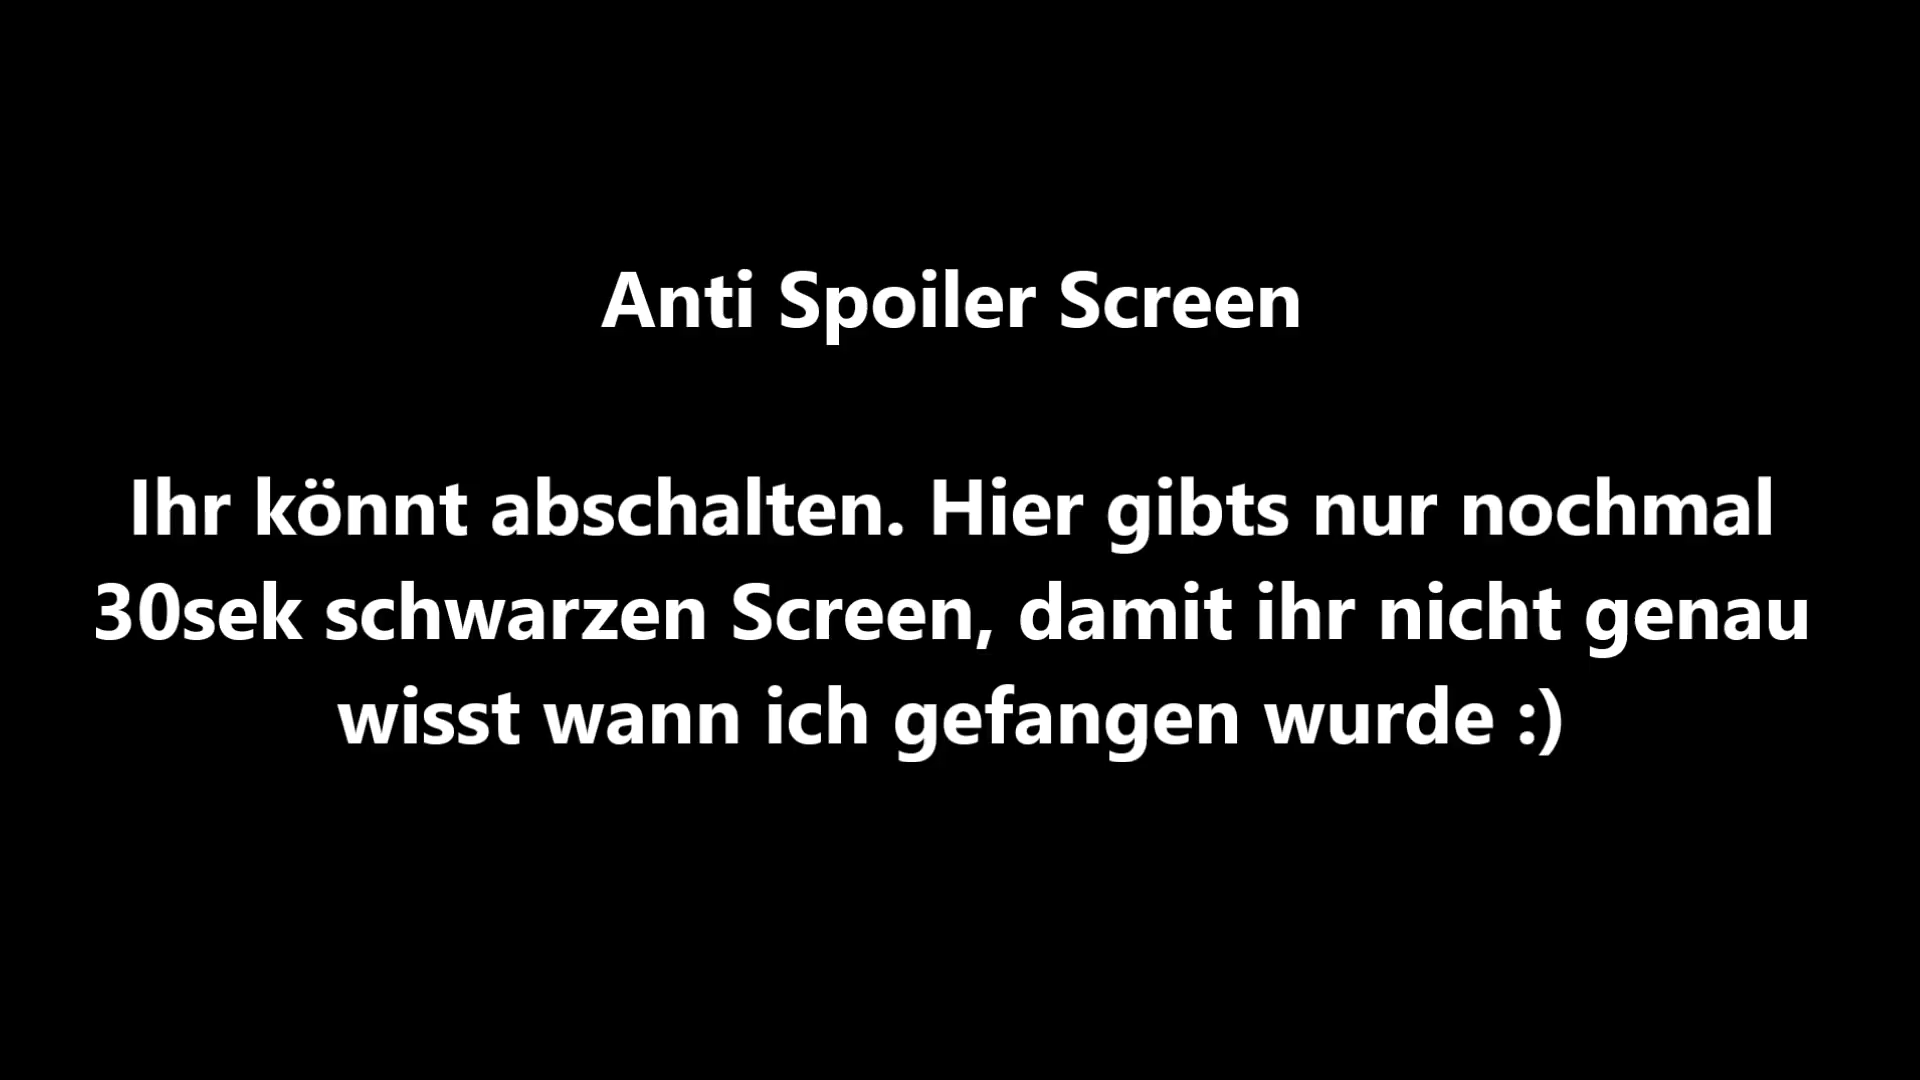 Anti Spoiler Screen
Ihr könnt abschalten. Hier gibts nur nochmal
30sek schwarzen Screen, damit ihr nicht genau
wisst wann ich gefangen wurde :)